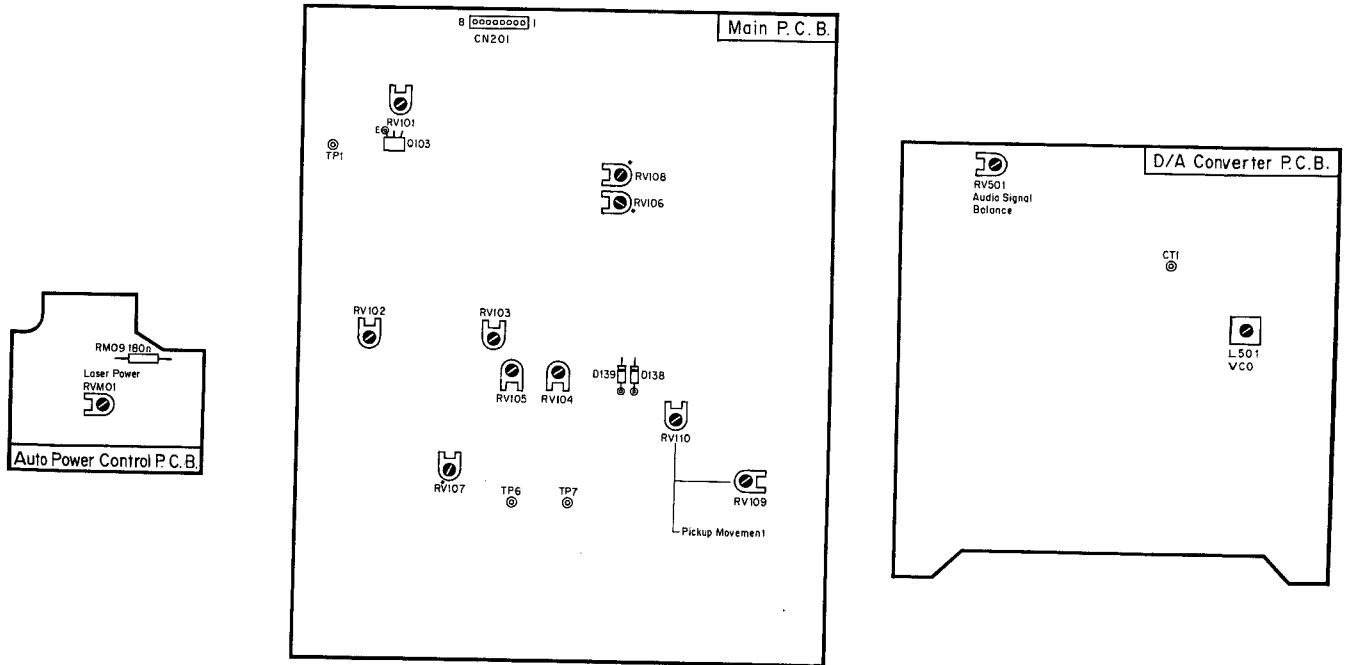 8 1
CN201
Main P.C.B.
RV101
E
Q103
TP1
RV108
RV106
RV102
RV103
RV105
RV104
D139
D138
RV110
RV107
TP6
TP7
RV109
Pickup Movement
RM09 180Ω
Laser Power
RVM01
Auto Power Control P.C.B.
D/A Converter P.C.B.
RV501
Audio Signal
Balance
CT1
L501
VCO